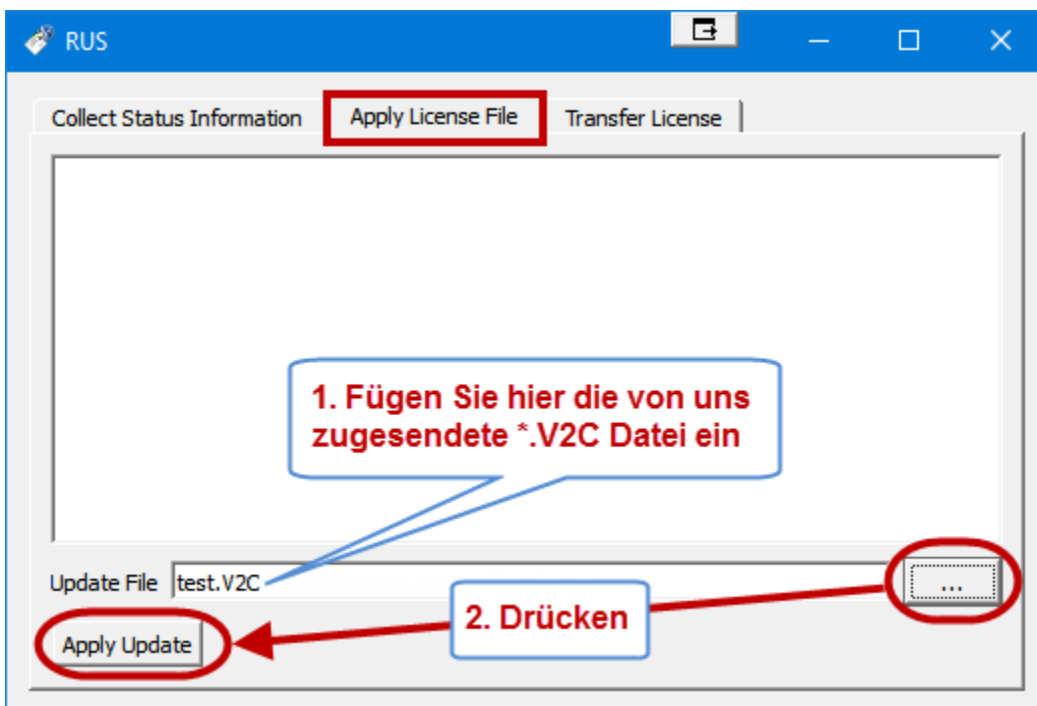 RUS
Collect Status Information
Apply License File
Transfer License
1. Fügen Sie hier die von uns
zugesendete *.V2C Datei ein
Update File
test.V2C
...
2. Drücken
Apply Update